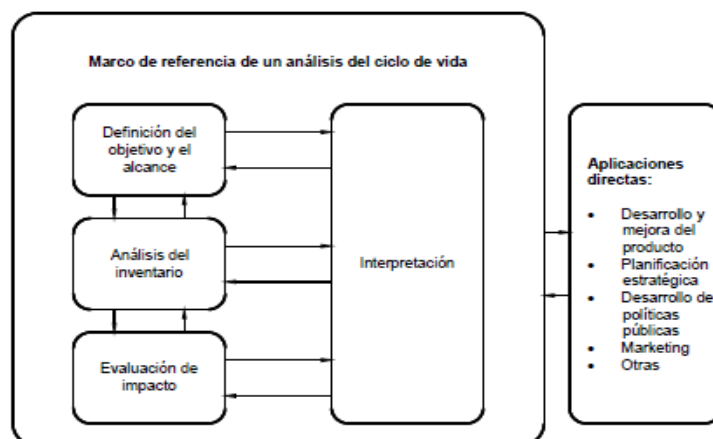 Marco de referencia de un análisis del ciclo de vida
Definición del
objetivo y el
alcance
Análisis del
inventario
Evaluación de
impacto
Interpretación
Aplicaciones
directas:
• Desarrollo y
mejora del
producto
• Planificación
estratégica
• Desarrollo de
políticas
públicas
• Marketing
• Otras